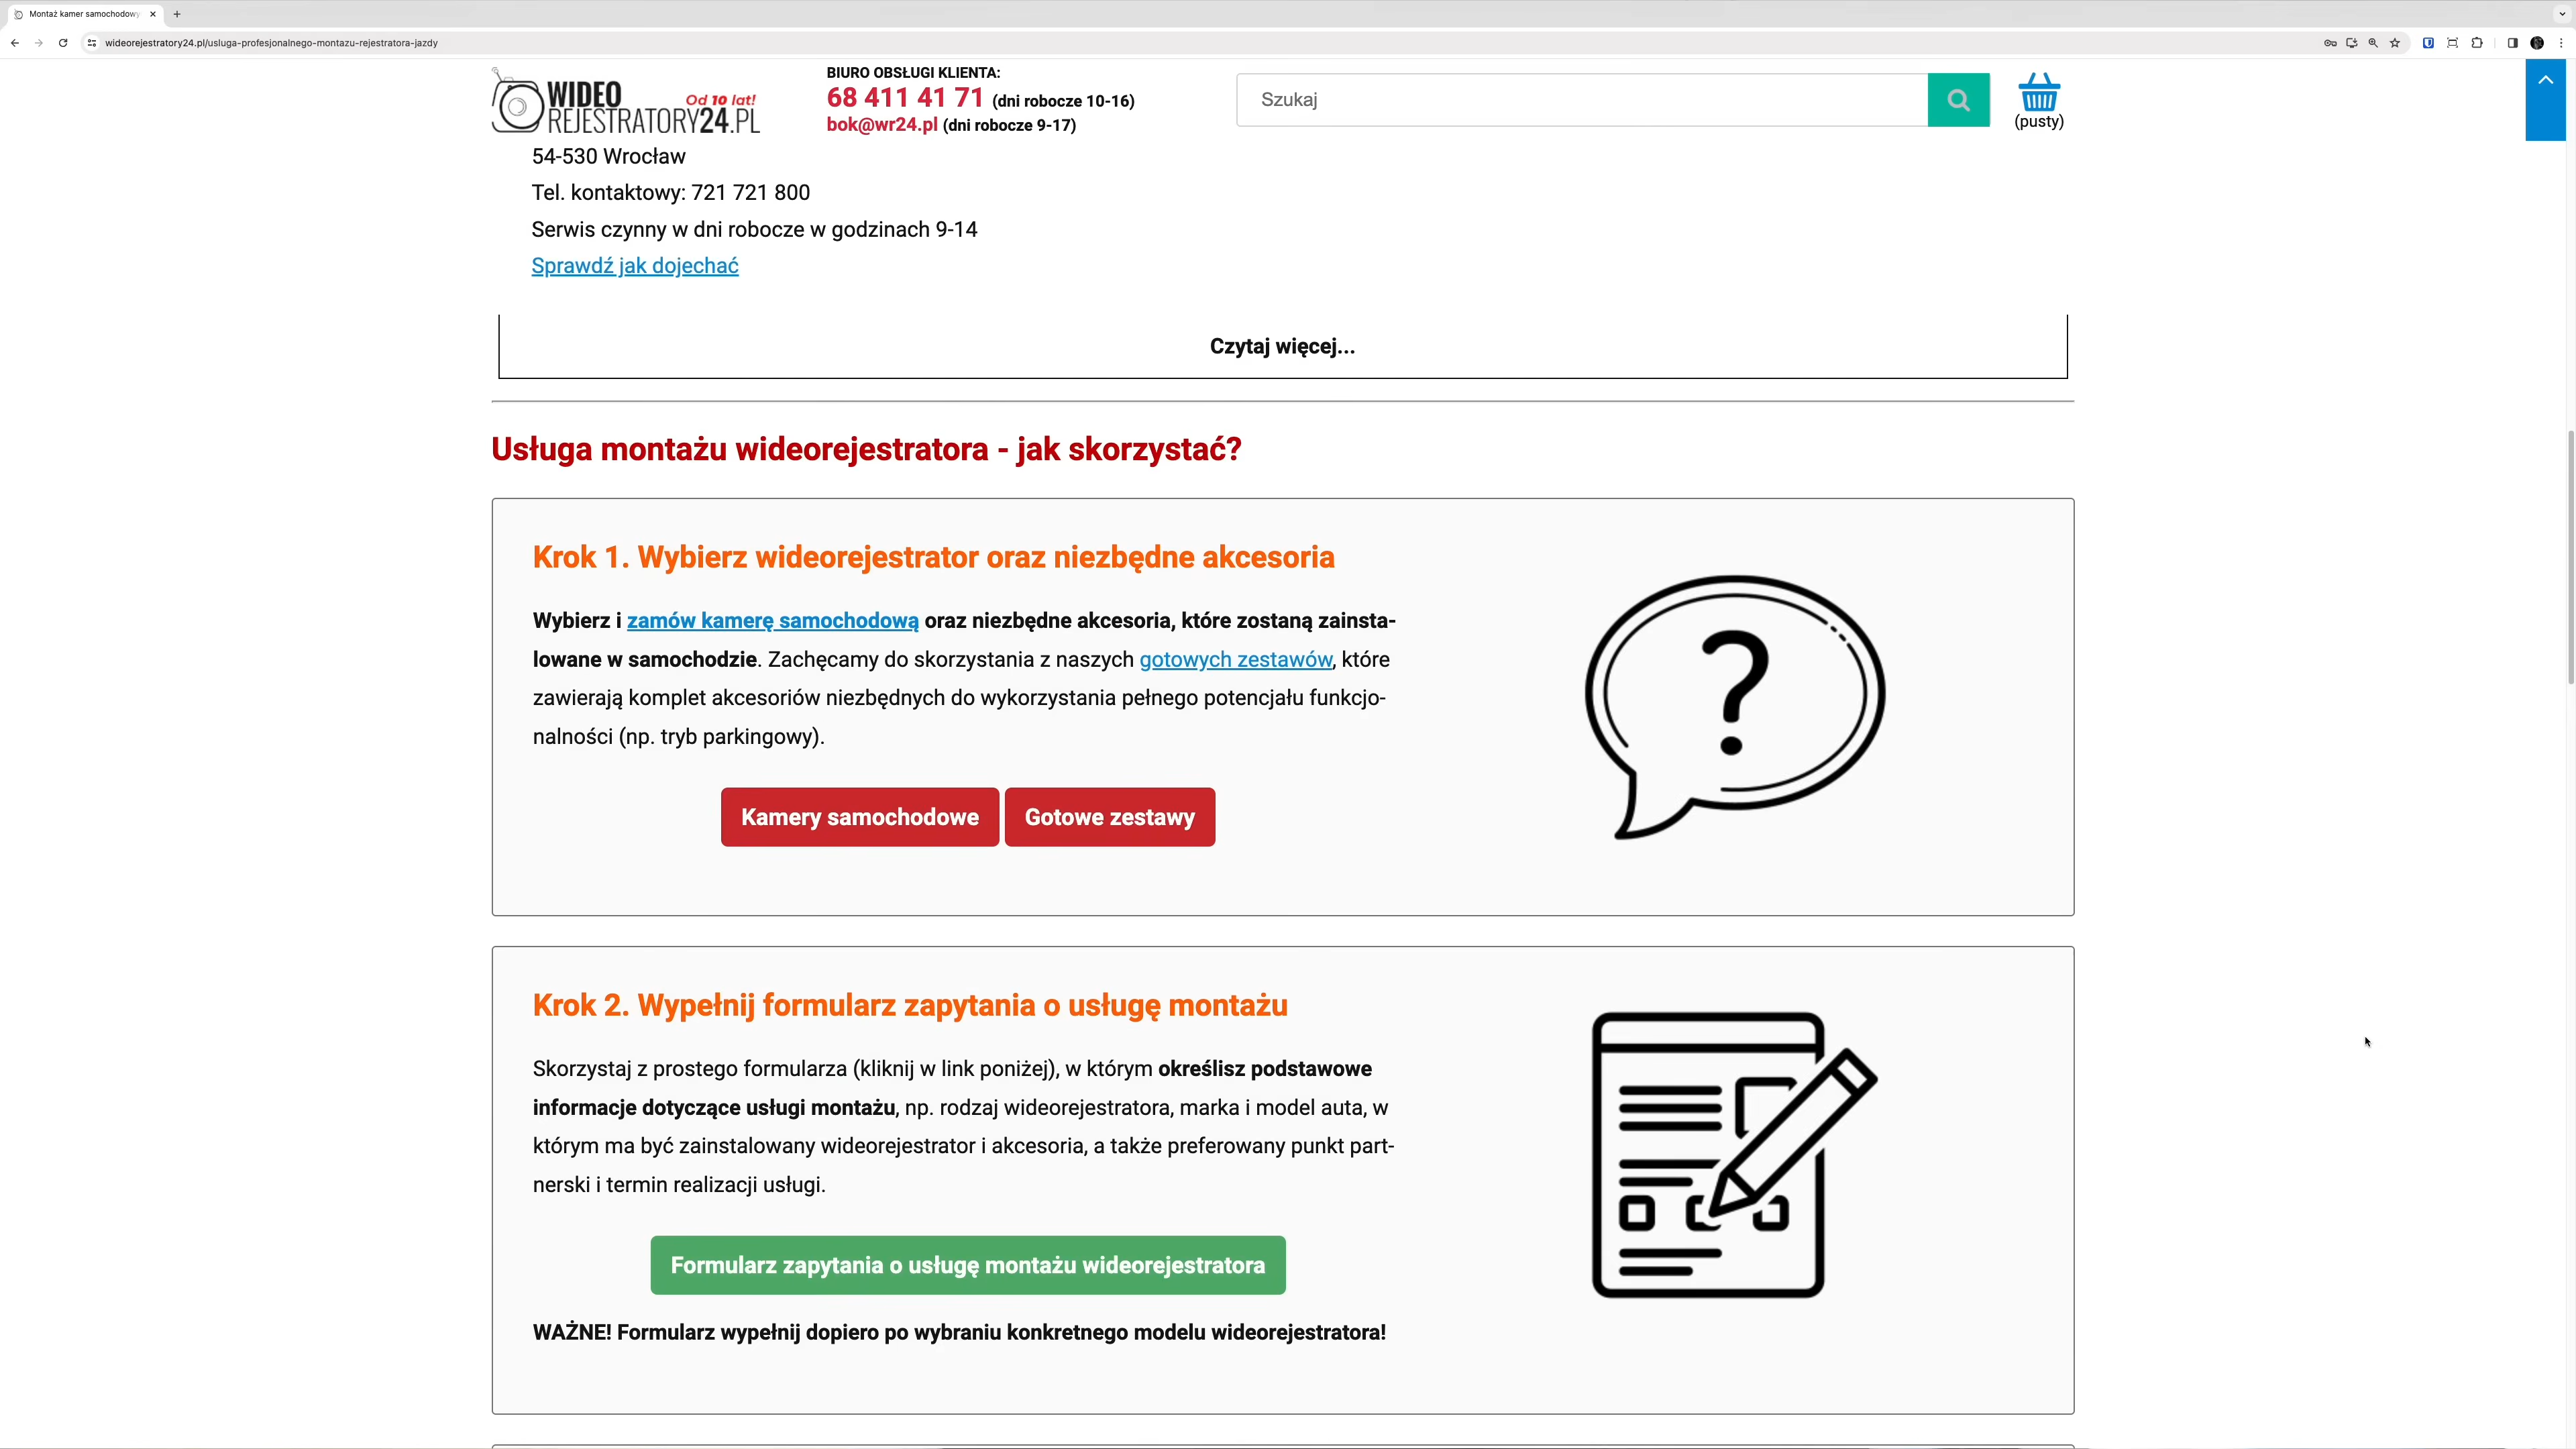 Montaż kamer samochodowy
wideorejestratory24.pl/usluga-profesjonalnego-montazu-rejestratora-jazdy
WIDEO
Od 10 lat!
REJESTRATORY24.PL
BIURO OBSŁUGI KLIENTA:
68 411 41 71 (dni robocze 10-16)
bok@wr24.pl (dni robocze 9-17)
Szukaj
(pusty)
54-530 Wrocław
Tel. kontaktowy: 721 721 800
Serwis czynny w dni robocze w godzinach 9-14
Sprawdź jak dojechać
Czytaj więcej...
Usługa montażu wideorejestratora - jak skorzystać?
Krok 1. Wybierz wideorejestrator oraz niezbędne akcesoria
Wybierz i zamów kamerę samochodową oraz niezbędne akcesoria, które zostaną zainsta-
lowane w samochodzie. Zachęcamy do skorzystania z naszych gotowych zestawów, które
zawierają komplet akcesoriów niezbędnych do wykorzystania pełnego potencjału funkcjo-
nalności (np. tryb parkingowy).
Kamery samochodowe Gotowe zestawy
Krok 2. Wypełnij formularz zapytania o usługę montażu
Skorzystaj z prostego formularza (kliknij w link poniżej), w którym określisz podstawowe
informacje dotyczące usługi montażu, np. rodzaj wideorejestratora, marka i model auta, w
którym ma być zainstalowany wideorejestrator i akcesoria, a także preferowany punkt part-
nerski i termin realizacji usługi.
Formularz zapytania o usługę montażu wideorejestratora
WAŻNE! Formularz wypełnij dopiero po wybraniu konkretnego modelu wideorejestratora!